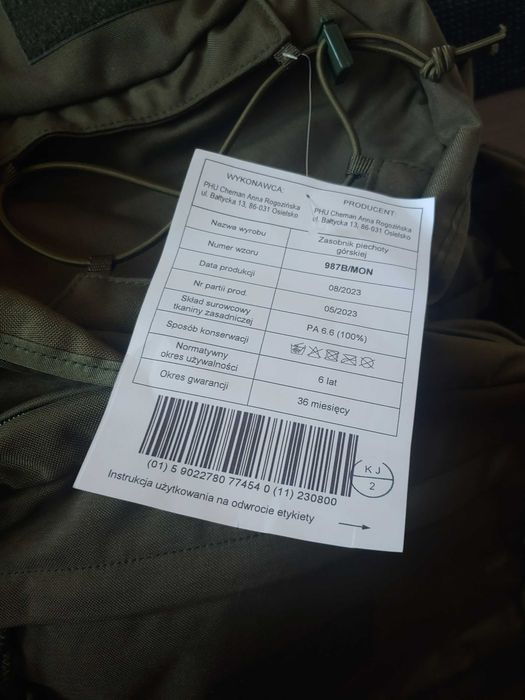 WYKONAWCA:
PHU Cheman Anna Rogozińska
ul. Bałtycka 13, 86-031 Osielsko
PRODUCENT:
PHU Cheman Anna Rogozińska
ul. Bałtycka 13, 86-031 Osielsko
Nazwa wyrobu
Zasobnik piechoty
górskiej
Numer wzoru
987B/MON
Data produkcji
08/2023
Nr partii prod.
05/2023
Skład surowcowy
tkaniny zasadniczej
PA 6.6 (100%)
Sposób konserwacji
Normatywny
okres używalności
6 lat
Okres gwarancji
36 miesięcy
(01) 5 9022780 77454 0 (11) 230800
K J
2
Instrukcja użytkowania na odwrocie etykiety